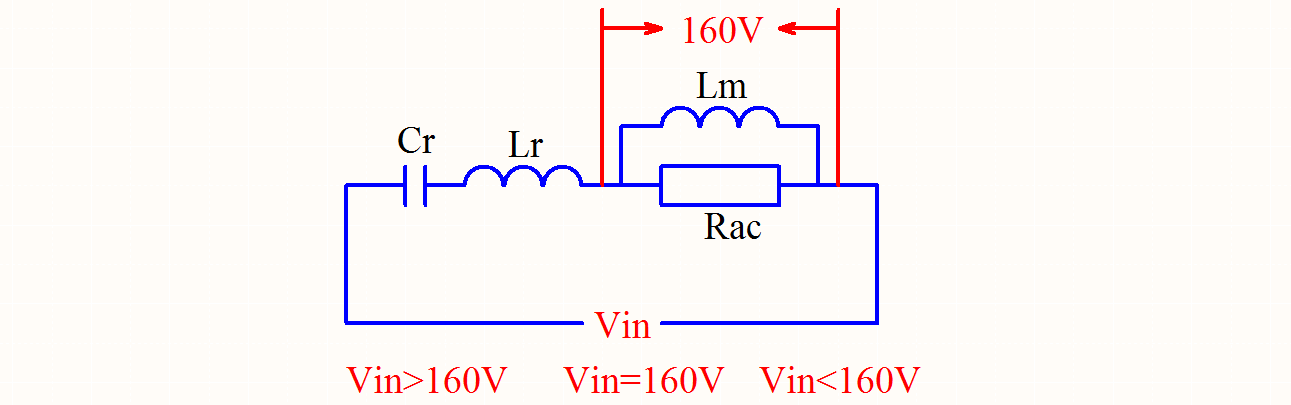 160V
Lm
Cr
Lr
Rac
Vin
Vin>160V Vin=160V Vin<160V